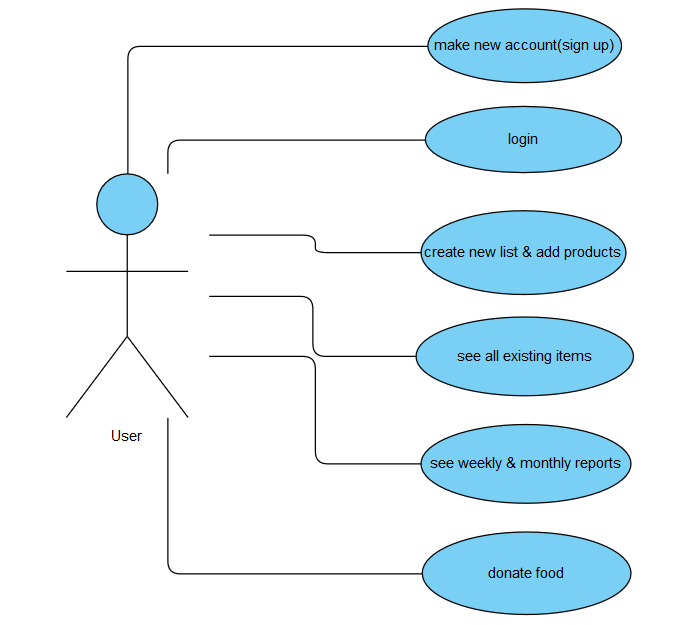 make new account(sign up)
login
create new list & add products
see all existing items
see weekly & monthly reports
User
donate food